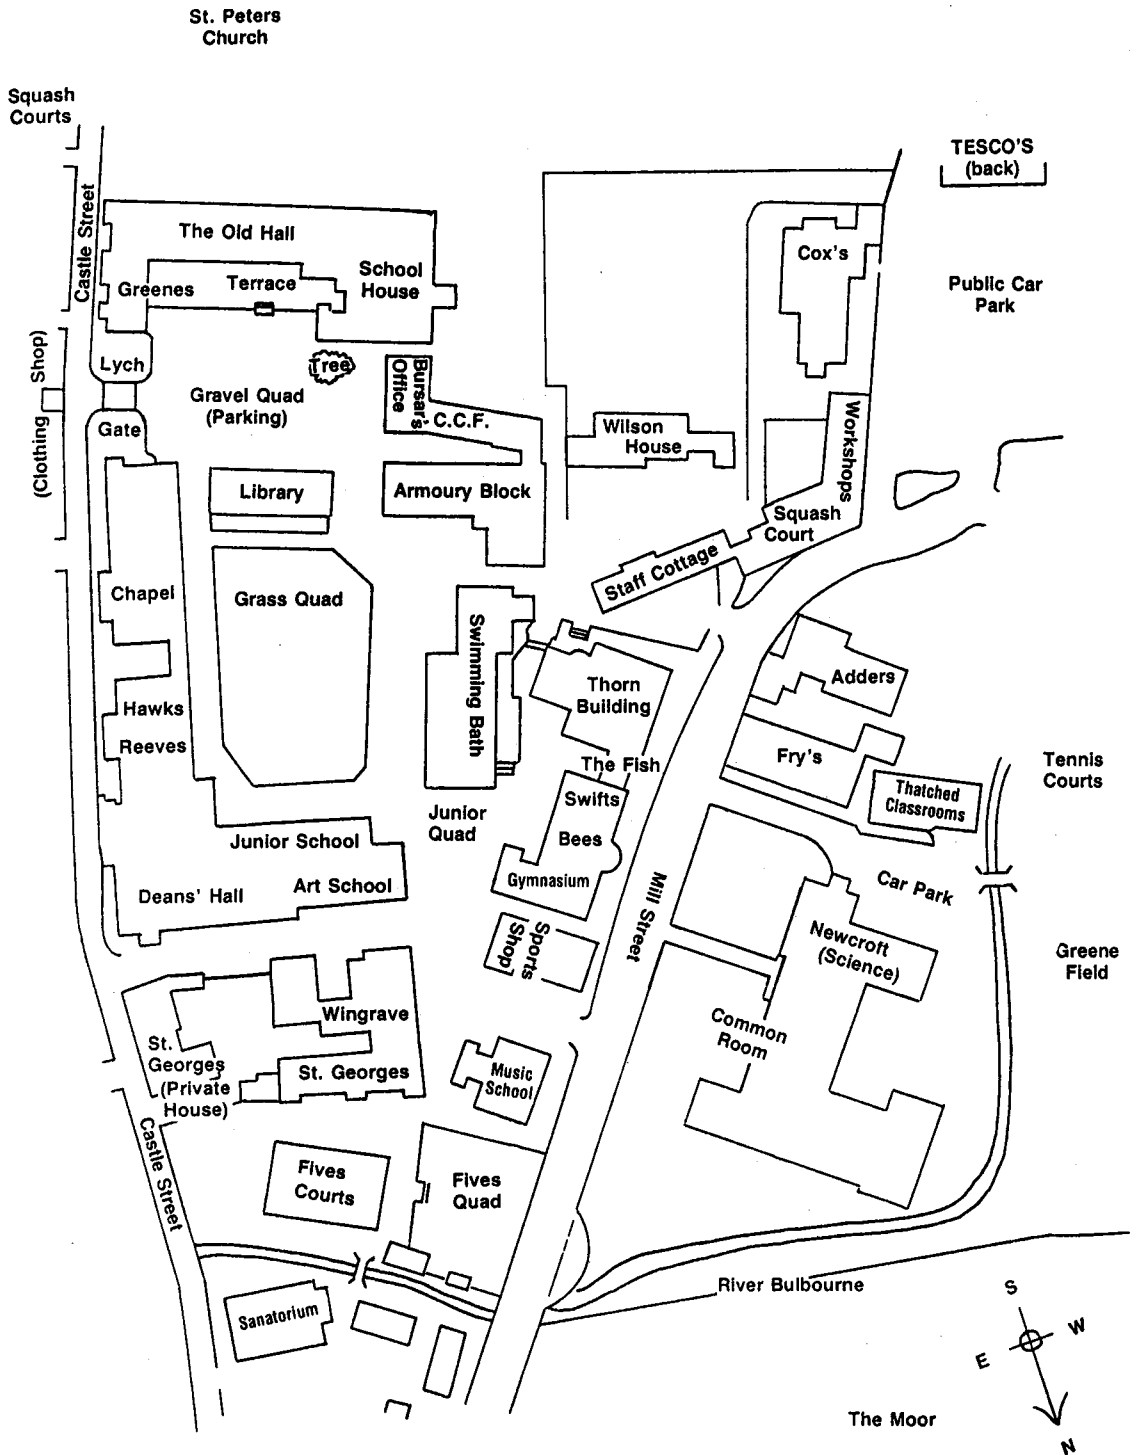 St. Peters
Church
Squash
Courts
TESCO'S
(back)
Castle Street
The Old Hall
Cox's
School
House
Terrace
Greenes
Public Car
Park
(Clothing Shop)
Lych
Tree
Bursar's
Office
Gravel Quad
(Parking)
C.C.F.
Gate
Wilson
House
Workshops
Library
Armoury Block
Squash
Court
Staff Cottage
Chapel
Grass Quad
Swimming Bath
Thorn
Building
Adders
Hawks
Reeves
The Fish
Fry's
Tennis
Courts
Thatched
Classrooms
Swifts
Junior
Quad
Bees
Junior School
Gymnasium
Art School
Deans' Hall
Car Park
Mill Street
Sports
Shop
Newcroft
(Science)
Greene
Field
Wingrave
Common
Room
St.
Georges
(Private
House)
St. Georges
Music
School
Castle Street
Fives
Courts
Fives
Quad
River Bulbourne
Sanatorium
S
W
E
N
The Moor